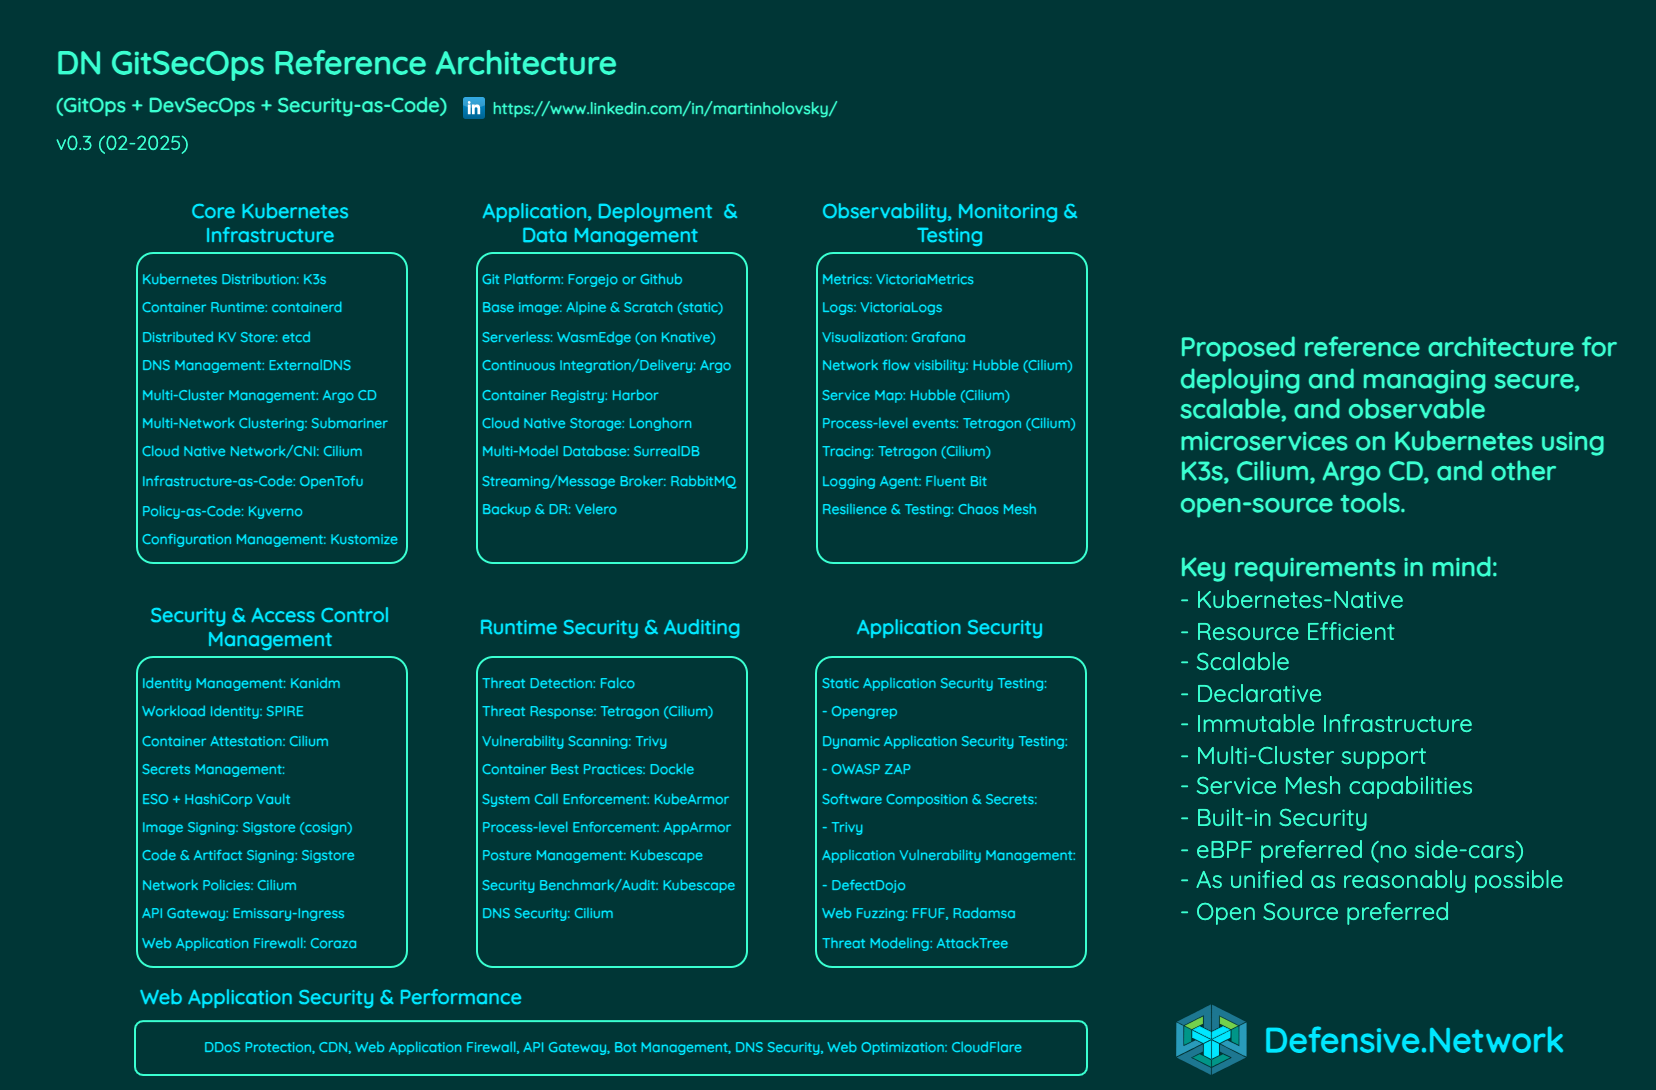 DN GitSecOps Reference Architecture
(GitOps + DevSecOps + Security-as-Code)
in https://www.linkedin.com/in/martinholovsky/
v0.3 (02-2025)
Core Kubernetes
Infrastructure
Kubernetes Distribution: K3s
Container Runtime: containerd
Distributed KV Store: etcd
DNS Management: ExternalDNS
Multi-Cluster Management: Argo CD
Multi-Network Clustering: Submariner
Cloud Native Network/CNI: Cilium
Infrastructure-as-Code: OpenTofu
Policy-as-Code: Kyverno
Configuration Management: Kustomize
Application, Deployment &
Data Management
Git Platform: Forgejo or Github
Base image: Alpine & Scratch (static)
Serverless: WasmEdge (on Knative)
Continuous Integration/Delivery: Argo
Container Registry: Harbor
Cloud Native Storage: Longhorn
Multi-Model Database: SurrealDB
Streaming/Message Broker: RabbitMQ
Backup & DR: Velero
Observability, Monitoring &
Testing
Metrics: VictoriaMetrics
Logs: VictoriaLogs
Visualization: Grafana
Network flow visibility: Hubble (Cilium)
Service Map: Hubble (Cilium)
Process-level events: Tetragon (Cilium)
Tracing: Tetragon (Cilium)
Logging Agent: Fluent Bit
Resilience & Testing: Chaos Mesh
Security & Access Control
Management
Identity Management: Kanidm
Workload Identity: SPIRE
Container Attestation: Cilium
Secrets Management:
ESO + HashiCorp Vault
Image Signing: Sigstore (cosign)
Code & Artifact Signing: Sigstore
Network Policies: Cilium
API Gateway: Emissary-Ingress
Web Application Firewall: Coraza
Runtime Security & Auditing
Threat Detection: Falco
Threat Response: Tetragon (Cilium)
Vulnerability Scanning: Trivy
Container Best Practices: Dockle
System Call Enforcement: KubeArmor
Process-level Enforcement: AppArmor
Posture Management: Kubescape
Security Benchmark/Audit: Kubescape
DNS Security: Cilium
Application Security
Static Application Security Testing:
- Opengrep
Dynamic Application Security Testing:
- OWASP ZAP
Software Composition & Secrets:
- Trivy
Application Vulnerability Management:
- DefectDojo
Web Fuzzing: FFUF, Radamsa
Threat Modeling: AttackTree
Web Application Security & Performance
DDoS Protection, CDN, Web Application Firewall, API Gateway, Bot Management, DNS Security, Web Optimization: CloudFlare
Proposed reference architecture for
deploying and managing secure,
scalable, and observable
microservices on Kubernetes using
K3s, Cilium, Argo CD, and other
open-source tools.
Key requirements in mind:
- Kubernetes-Native
- Resource Efficient
- Scalable
- Declarative
- Immutable Infrastructure
- Multi-Cluster support
- Service Mesh capabilities
- Built-in Security
- eBPF preferred (no side-cars)
- As unified as reasonably possible
- Open Source preferred
Defensive.Network